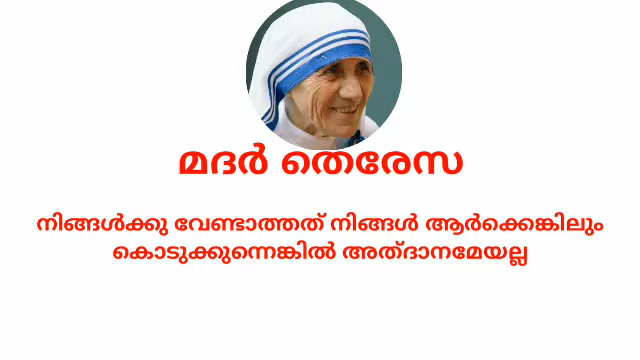 മദർ തെരേസ
നിങ്ങൾക്കു വേണ്ടാത്തത് നിങ്ങൾ ആർക്കെങ്കിലും
കൊടുക്കുന്നെങ്കിൽ അത്ദാനമേയല്ല